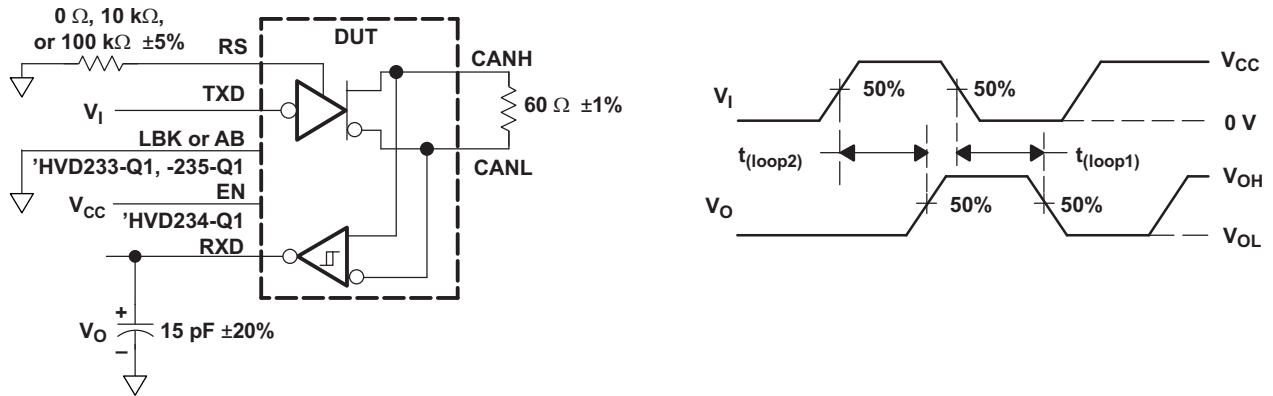 0 Ω, 10 kΩ,
or 100 kΩ ±5%
RS
DUT
CANH
TXD
VI
60 Ω ±1%
LBK or AB
'HVD233-Q1, -235-Q1
CANL
EN
VCC
'HVD234-Q1
RXD
+
VO
15 pF ±20%
–
VCC
VI
50%
50%
0 V
t(loop2)
t(loop1)
VOH
VO
50%
50%
VOL